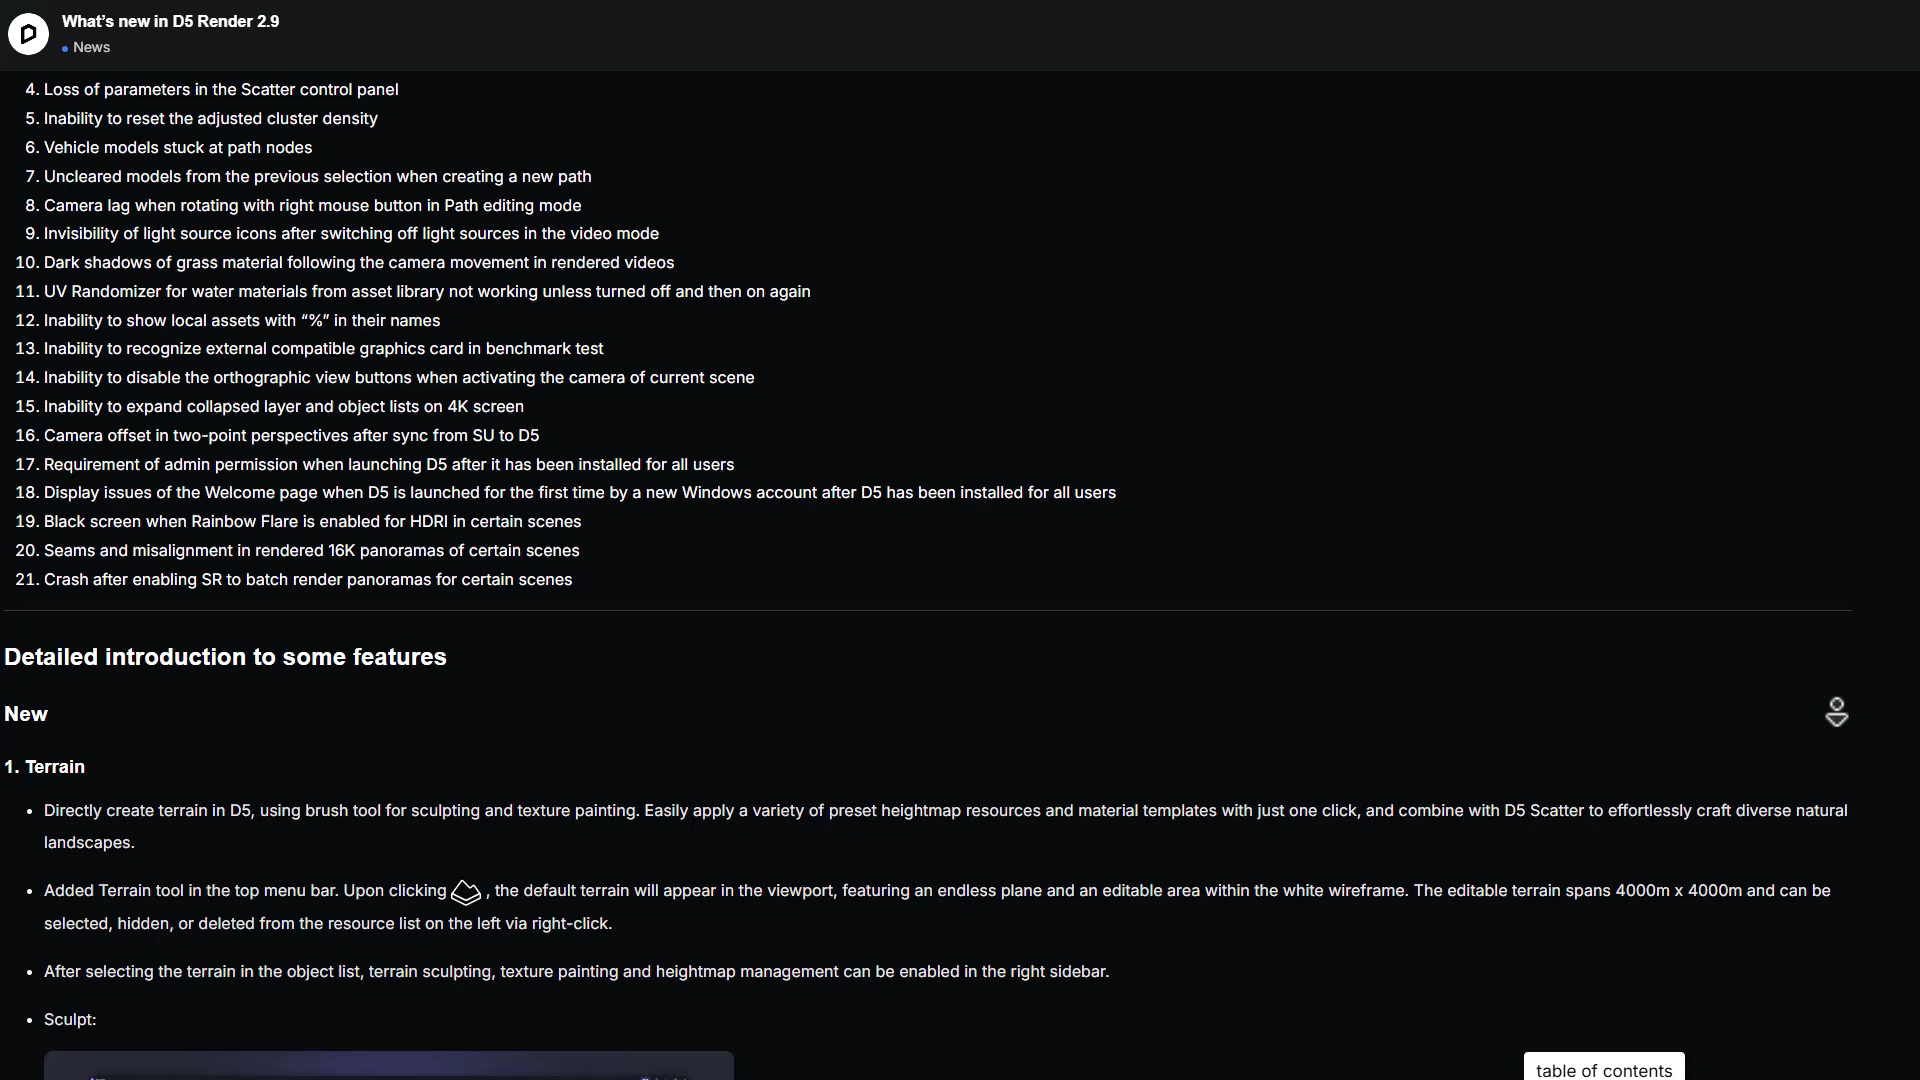 What’s new in D5 Render 2.9
News
4. Loss of parameters in the Scatter control panel
5. Inability to reset the adjusted cluster density
6. Vehicle models stuck at path nodes
7. Uncleared models from the previous selection when creating a new path
8. Camera lag when rotating with right mouse button in Path editing mode
9. Invisibility of light source icons after switching off light sources in the video mode
10. Dark shadows of grass material following the camera movement in rendered videos
11. UV Randomizer for water materials from asset library not working unless turned off and then on again
12. Inability to show local assets with “%” in their names
13. Inability to recognize external compatible graphics card in benchmark test
14. Inability to disable the orthographic view buttons when activating the camera of current scene
15. Inability to expand collapsed layer and object lists on 4K screen
16. Camera offset in two-point perspectives after sync from SU to D5
17. Requirement of admin permission when launching D5 after it has been installed for all users
18. Display issues of the Welcome page when D5 is launched for the first time by a new Windows account after D5 has been installed for all users
19. Black screen when Rainbow Flare is enabled for HDRI in certain scenes
20. Seams and misalignment in rendered 16K panoramas of certain scenes
21. Crash after enabling SR to batch render panoramas for certain scenes
Detailed introduction to some features
New
1. Terrain
• Directly create terrain in D5, using brush tool for sculpting and texture painting. Easily apply a variety of preset heightmap resources and material templates with just one click, and combine with D5 Scatter to effortlessly craft diverse natural
landscapes.
• Added Terrain tool in the top menu bar. Upon clicking , the default terrain will appear in the viewport, featuring an endless plane and an editable area within the white wireframe. The editable terrain spans 4000m x 4000m and can be
selected, hidden, or deleted from the resource list on the left via right-click.
• After selecting the terrain in the object list, terrain sculpting, texture painting and heightmap management can be enabled in the right sidebar.
• Sculpt:
table of contents